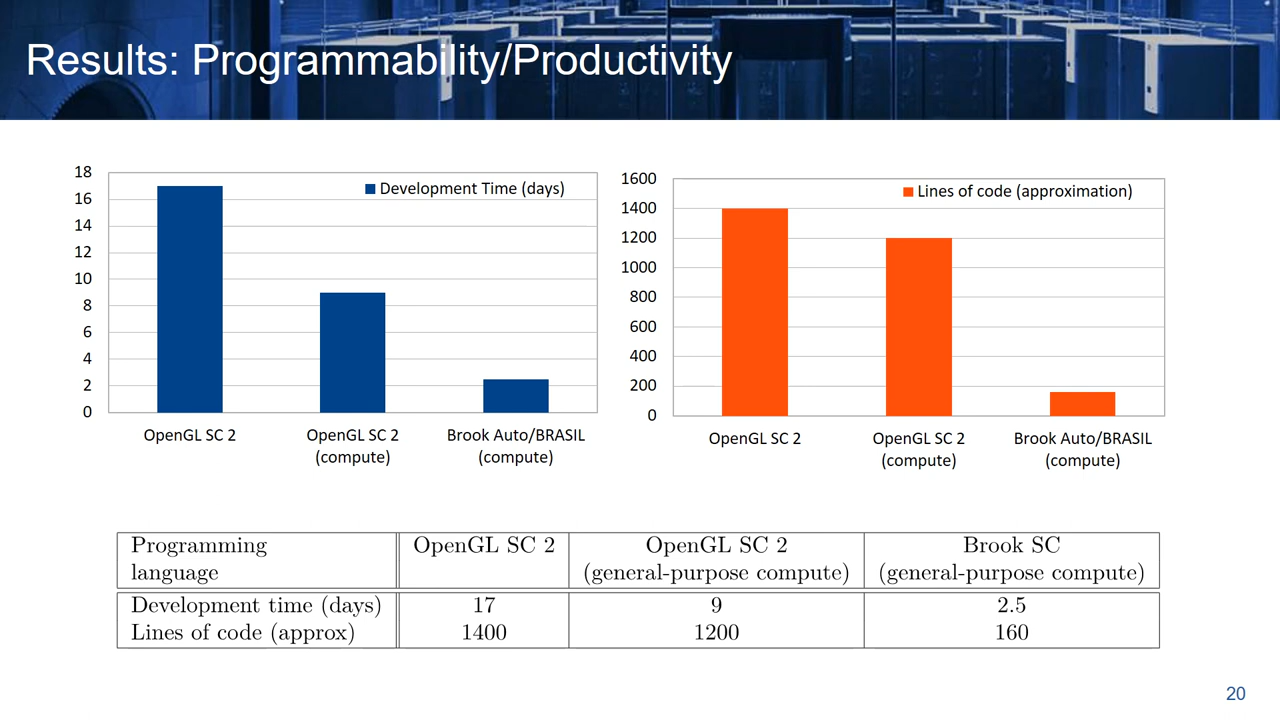 Results: Programmability/Productivity
Development Time (days)
18
16
14
12
10
8
6
4
2
0
OpenGL SC 2
OpenGL SC 2
(compute)
Brook Auto/BRASIL
(compute)
Lines of code (approximation)
1600
1400
1200
1000
800
600
400
200
0
OpenGL SC 2
OpenGL SC 2
(compute)
Brook Auto/BRASIL
(compute)
Programming language
OpenGL SC 2
OpenGL SC 2
(general-purpose compute)
Brook SC
(general-purpose compute)
Development time (days) 17 9 2.5
Lines of code (approx) 1400 1200 160
20